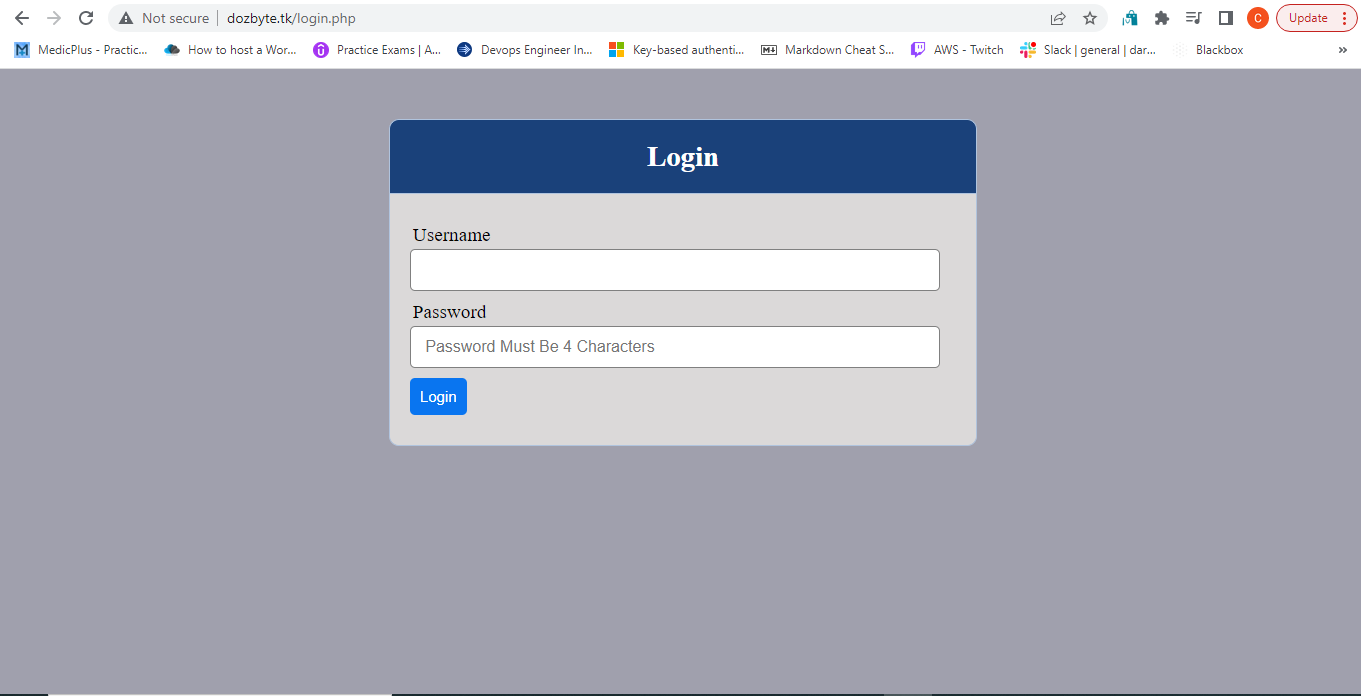 Not secure dozbyte.tk/login.php C Update
MedicPlus - Practic... How to host a Wor... Practice Exams | A... Devops Engineer In... Key-based authenti... Markdown Cheat S... AWS - Twitch Slack | general | dar... Blackbox »
Login
Username
Password
Password Must Be 4 Characters
Login